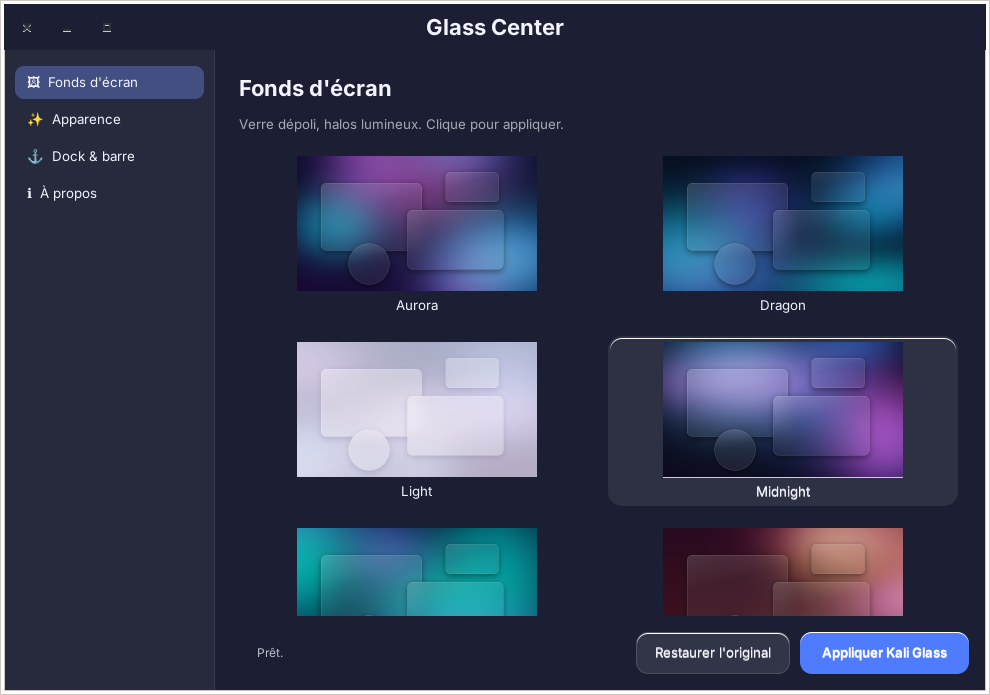 Glass Center
Fonds d'écran
Apparence
Dock & barre
À propos
Fonds d'écran
Verre dépoli, halos lumineux. Clique pour appliquer.
Aurora
Dragon
Light
Midnight
Prêt.
Restaurer l'original
Appliquer Kali Glass